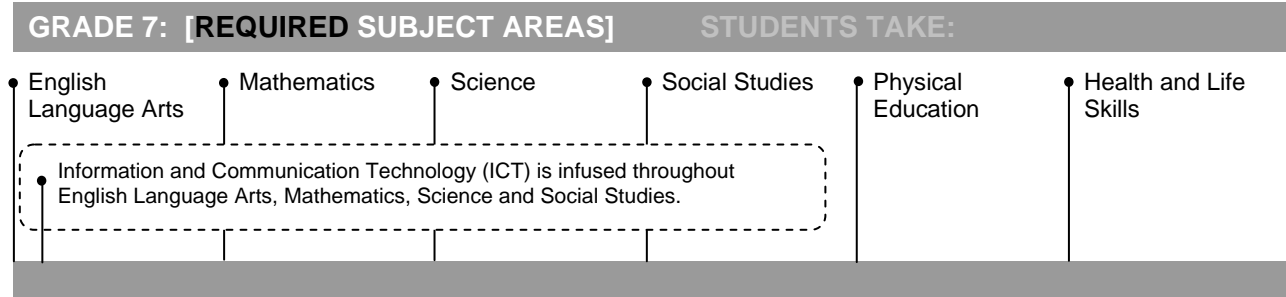 GRADE 7: [REQUIRED SUBJECT AREAS] STUDENTS TAKE:
English
Language Arts
Mathematics
Science
Social Studies
Physical
Education
Health and Life
Skills
Information and Communication Technology (ICT) is infused throughout
English Language Arts, Mathematics, Science and Social Studies.